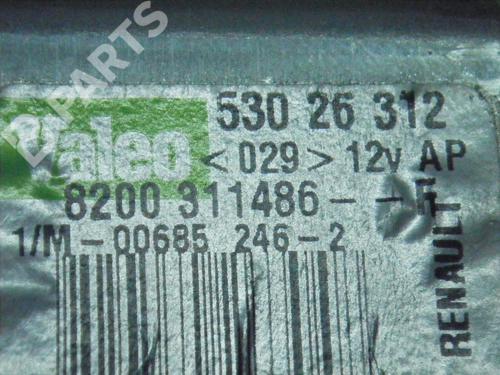 B-PARTS
Valeo 530 26 312
<029> 12v AP
8200 311486--
1/M-00685 246-2
RENAULT